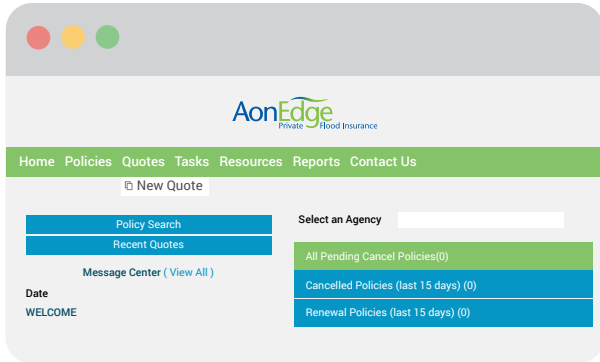 AonEdge
Private Flood Insurance
Home Policies Quotes Tasks Resources Reports Contact Us
New Quote
Policy Search
Recent Quotes
Message Center ( View All )
Date
WELCOME
Select an Agency
All Pending Cancel Policies(0)
Cancelled Policies (last 15 days) (0)
Renewal Policies (last 15 days) (0)